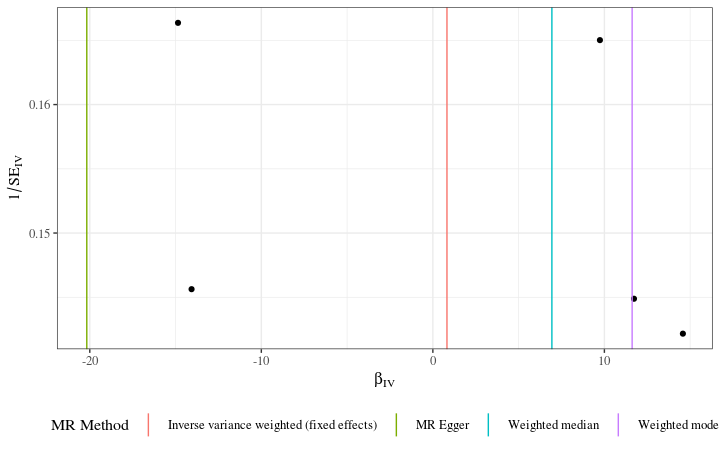 0.16
0.15
1/SE_IV
-20
-10
0
10
β_IV
MR Method
Inverse variance weighted (fixed effects)
MR Egger
Weighted median
Weighted mode